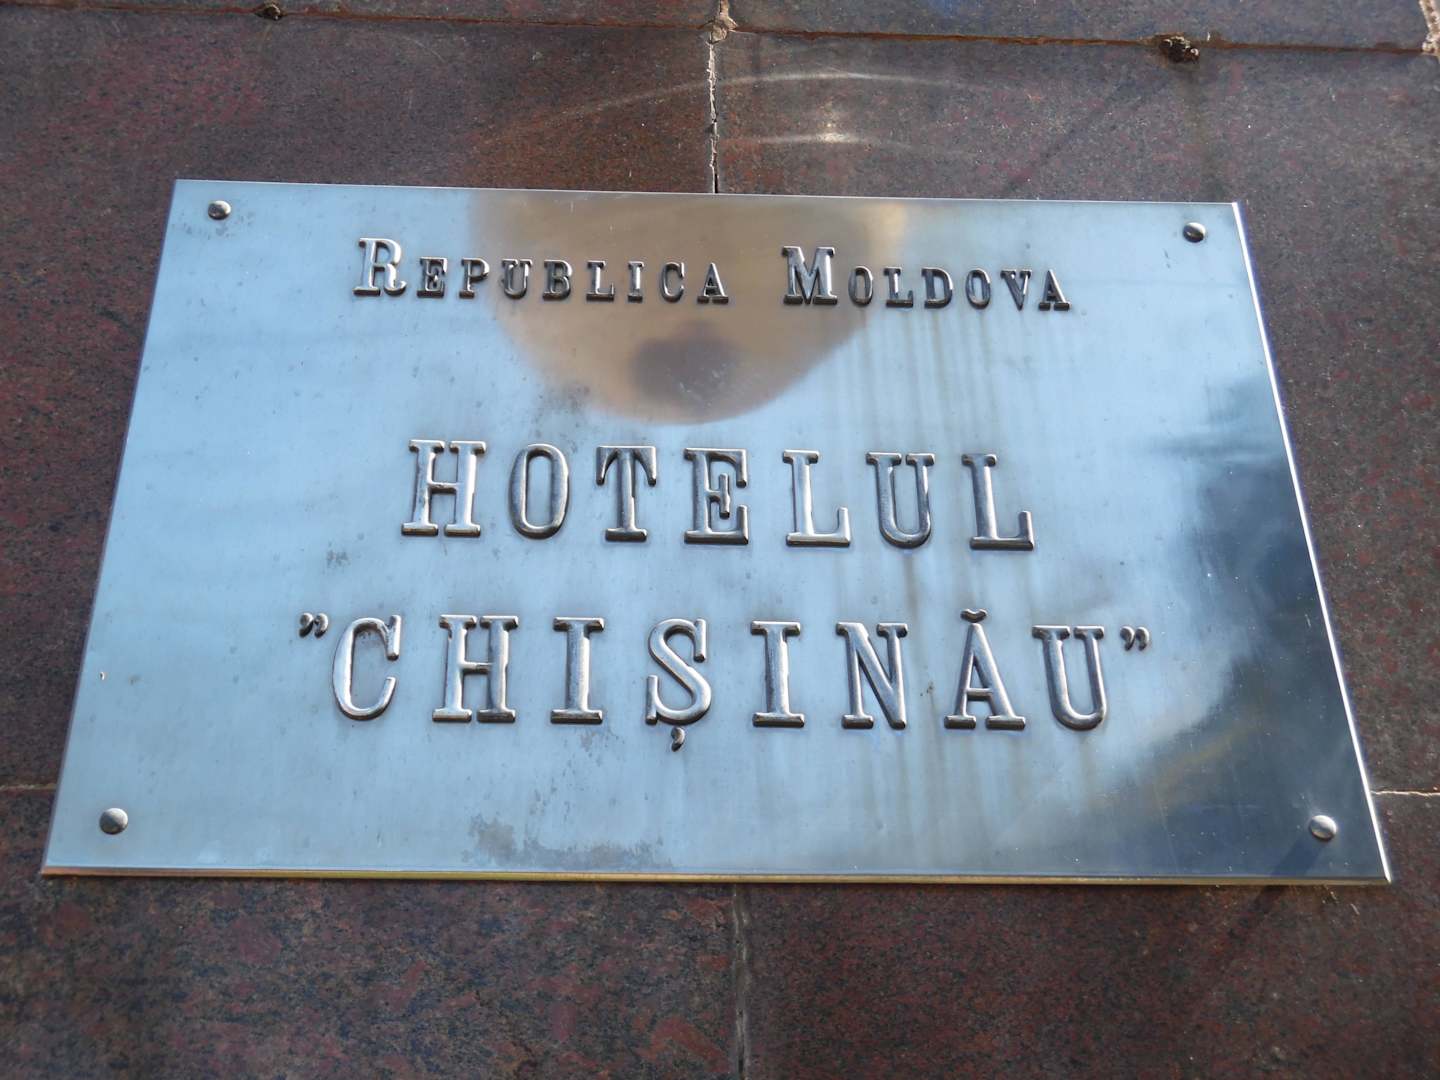 Republica Moldova
HOTELUL
”CHIȘINĂU”